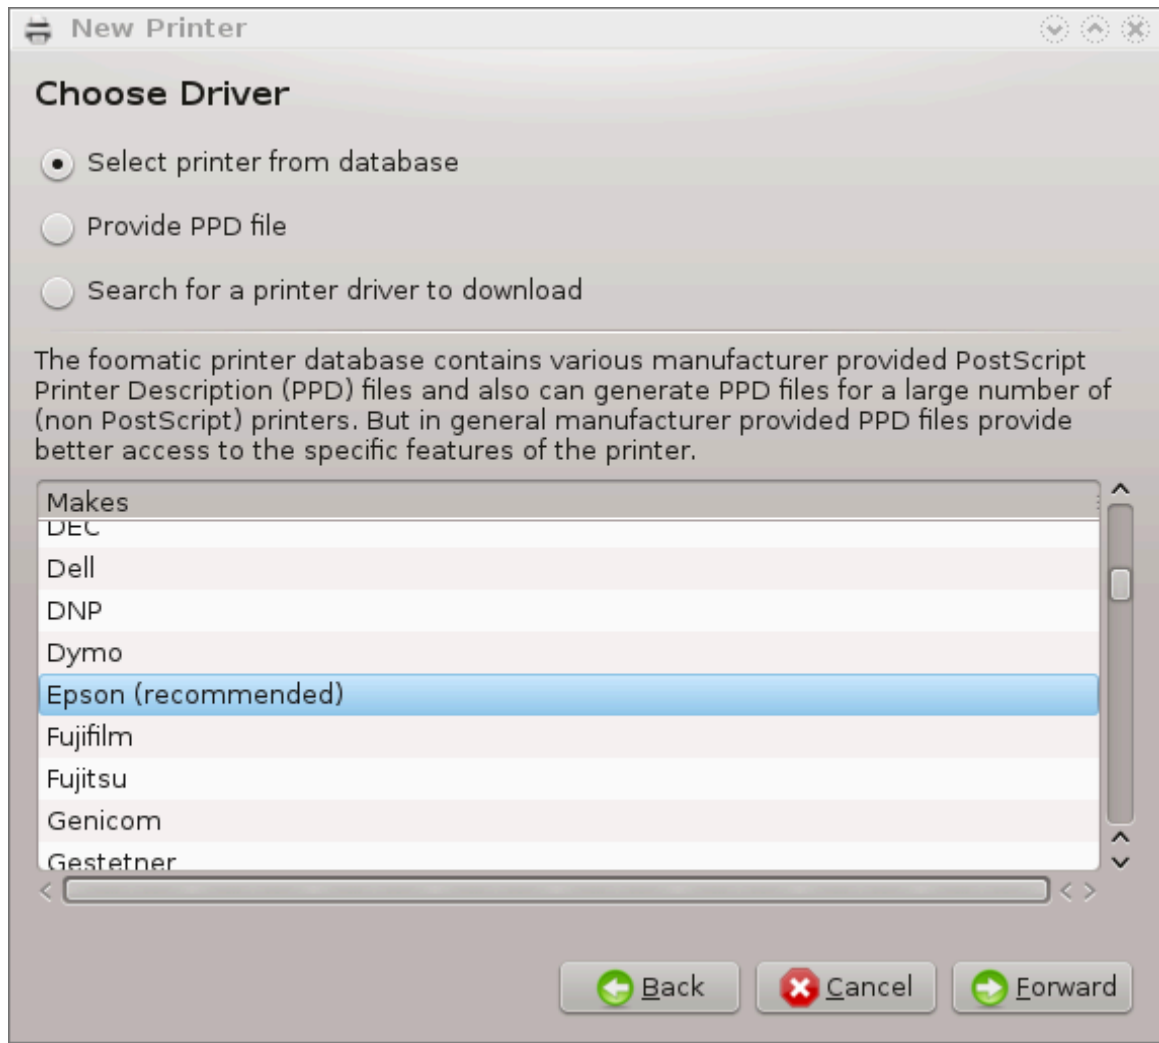 New Printer
Choose Driver
Select printer from database
Provide PPD file
Search for a printer driver to download
The foomatic printer database contains various manufacturer provided PostScript
Printer Description (PPD) files and also can generate PPD files for a large number of
(non PostScript) printers. But in general manufacturer provided PPD files provide
better access to the specific features of the printer.
Makes
DEC
Dell
DNP
Dymo
Epson (recommended)
Fujifilm
Fujitsu
Genicom
Gestetner
Back
Cancel
Forward